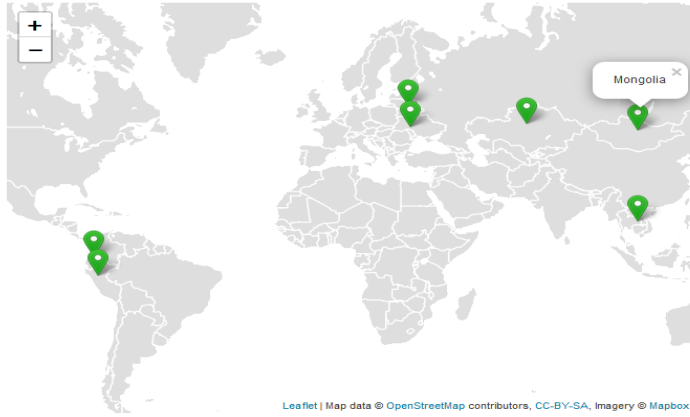 +
−
Mongolia ×
Leaflet | Map data © OpenStreetMap contributors, CC-BY-SA, Imagery © Mapbox